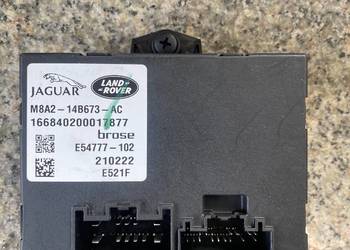 JAGUAR
LAND
ROVER
M8A2-14B673-AC
166840200017877
brose
E54777-102
210222
E521F